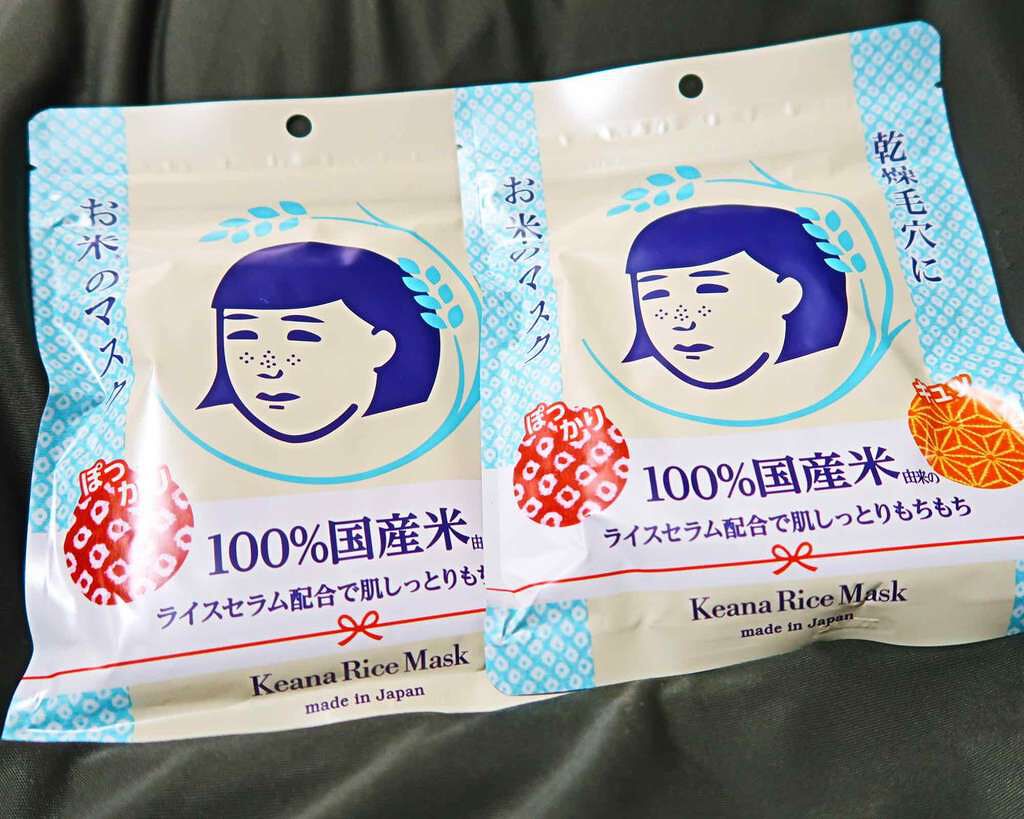 お米のマスク
ぽっ
かり
100%国産米由
ライスセラム配合で肌しっとりもち
Keana Rice Mask
made in Japan
お米のマスク
乾燥毛穴に
ぽっ
かり
キュ
100%国産米由来の
ライスセラム配合で肌しっとりもちもち
Keana Rice Mask
made in Japan